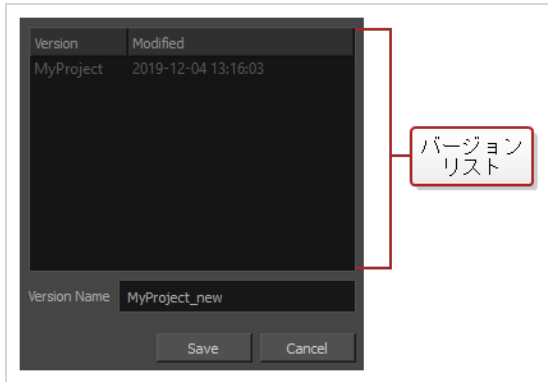 Version Modified
MyProject 2019-12-04 13:16:03
バージョン
リスト
Version Name MyProject_new
Save Cancel